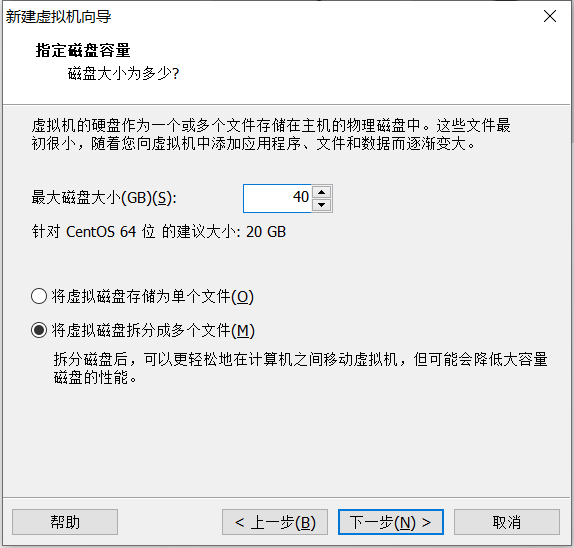 新建虚拟机向导
指定磁盘容量
磁盘大小为多少?
虚拟机的硬盘作为一个或多个文件存储在主机的物理磁盘中。这些文件最
初很小，随着您向虚拟机中添加应用程序、文件和数据而逐渐变大。
最大磁盘大小(GB)(S): 40
针对 CentOS 64 位 的建议大小: 20 GB
将虚拟磁盘存储为单个文件(O)
将虚拟磁盘拆分成多个文件(M)
拆分磁盘后，可以更轻松地在计算机之间移动虚拟机，但可能会降低大容量
磁盘的性能。
帮助 < 上一步(B) 下一步(N) > 取消